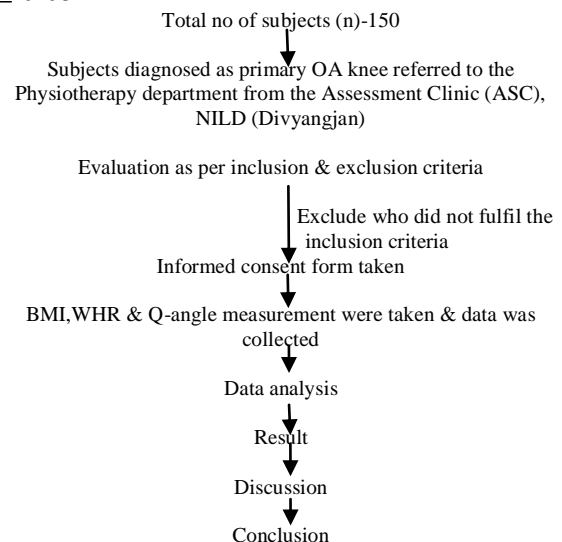 Total no of subjects (n)-150
Subjects diagnosed as primary OA knee referred to the
Physiotherapy department from the Assessment Clinic (ASC),
NILD (Divyangjan)
Evaluation as per inclusion & exclusion criteria
Exclude who did not fulfil the
inclusion criteria
Informed consent form taken
BMI,WHR & Q-angle measurement were taken & data was
collected
Data analysis
Result
Discussion
Conclusion